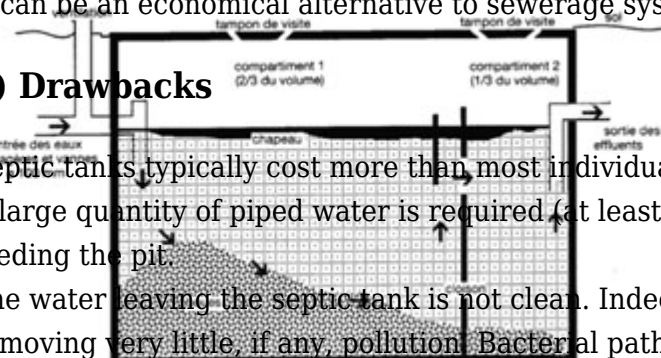 can be an economical alternative to sewerage sys
ventilation
tampon de visite
tampon de visite
sol
compartiment 1
(2/3 du volume)
compartiment 2
(1/3 du volume)
) Drawbacks
chapeau
sortie des
effluents
entrée des eaux
eptic tanks typically cost more than most individua
large quantity of piped water is required (at least
eding the pit.
cloison
ne water leaving the septic tank is not clean. Indee
moving very little, if any, pollution. Bacterial path